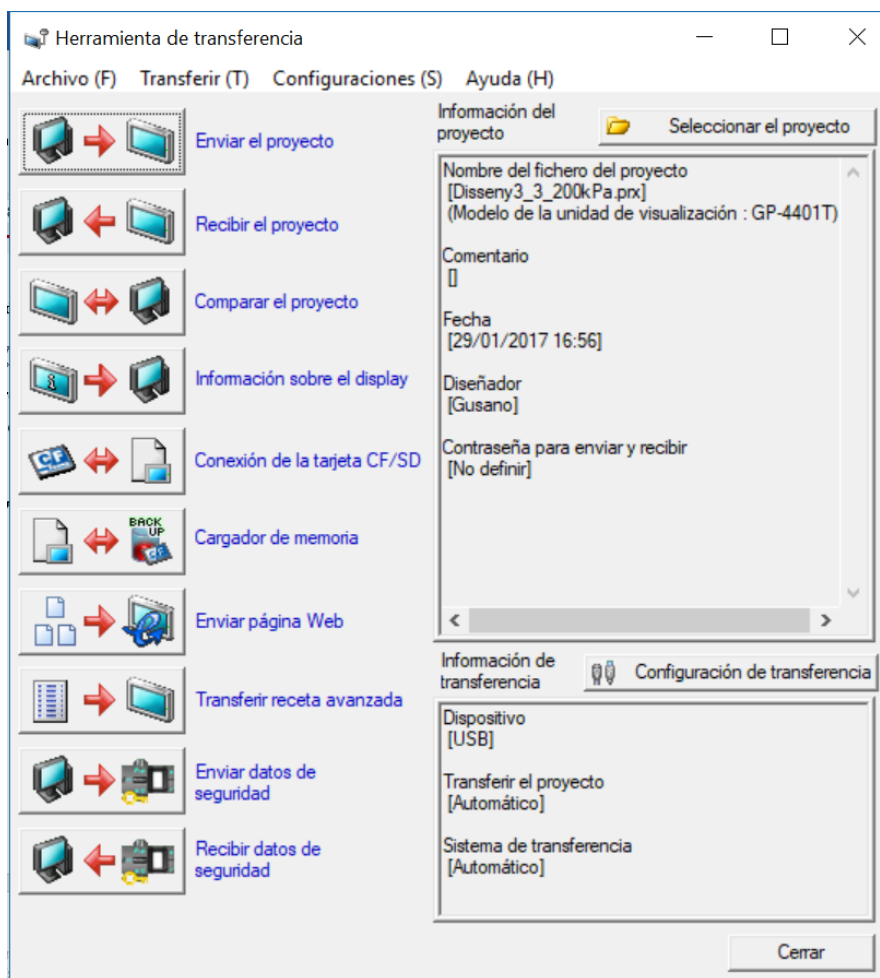 Herramienta de transferencia
Archivo (F) Transferir (T) Configuraciones (S) Ayuda (H)
Enviar el proyecto
Recibir el proyecto
Comparar el proyecto
Información sobre el display
CF
Conexión de la tarjeta CF/SD
BACK
UP
CF
Cargador de memoria
Enviar página Web
Transferir receta avanzada
Enviar datos de
seguridad
Recibir datos de
seguridad
Información del
proyecto
Seleccionar el proyecto
Nombre del fichero del proyecto
[Disseny3_3_200kPa.prx]
(Modelo de la unidad de visualización : GP-4401T)
Comentario
[]
Fecha
[29/01/2017 16:56]
Diseñador
[Gusano]
Contraseña para enviar y recibir
[No definir]
Información de
transferencia
Configuración de transferencia
Dispositivo
[USB]
Transferir el proyecto
[Automático]
Sistema de transferencia
[Automático]
Cerrar